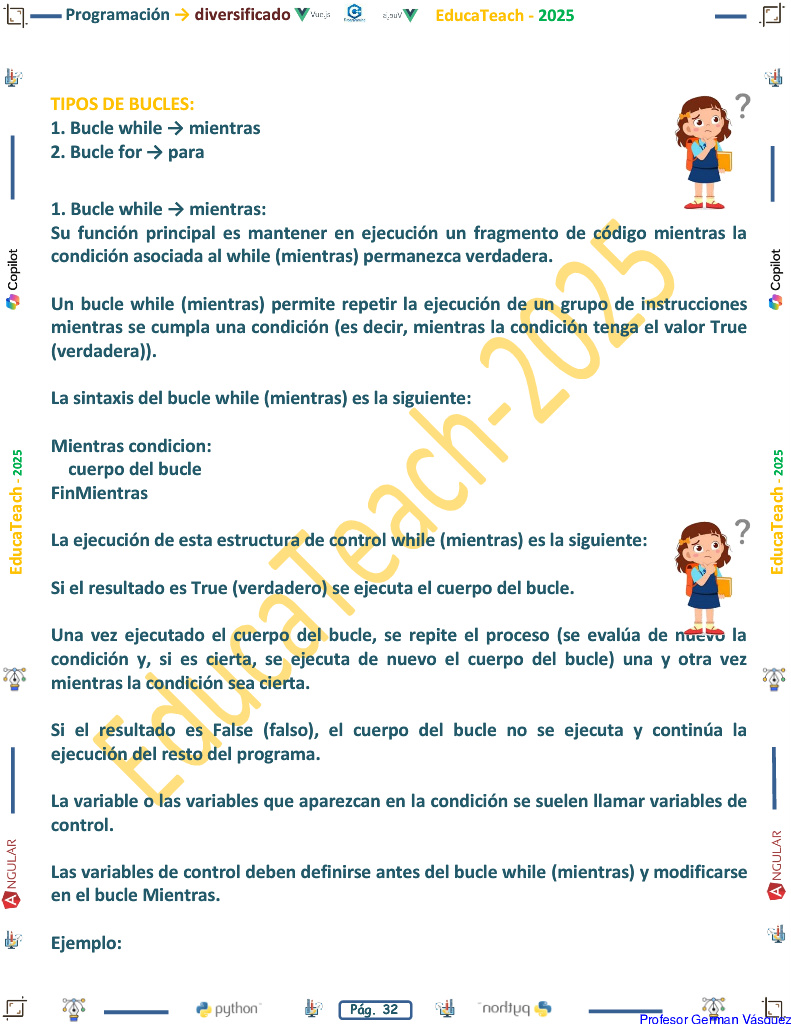 Programación → diversificado Vue.js EducaTeach - 2025
TIPOS DE BUCLES:
1. Bucle while → mientras
2. Bucle for → para
?
1. Bucle while → mientras:
Su función principal es mantener en ejecución un fragmento de código mientras la
condición asociada al while (mientras) permanezca verdadera.
Un bucle while (mientras) permite repetir la ejecución de un grupo de instrucciones
mientras se cumpla una condición (es decir, mientras la condición tenga el valor True
(verdadera)).
La sintaxis del bucle while (mientras) es la siguiente:
Mientras condicion:
cuerpo del bucle
FinMientras
La ejecución de esta estructura de control while (mientras) es la siguiente:
?
Si el resultado es True (verdadero) se ejecuta el cuerpo del bucle.
Una vez ejecutado el cuerpo del bucle, se repite el proceso (se evalúa de nuevo la
condición y, si es cierta, se ejecuta de nuevo el cuerpo del bucle) una y otra vez
mientras la condición sea cierta.
Si el resultado es False (falso), el cuerpo del bucle no se ejecuta y continúa la
ejecución del resto del programa.
La variable o las variables que aparezcan en la condición se suelen llamar variables de
control.
Las variables de control deben definirse antes del bucle while (mientras) y modificarse
en el bucle Mientras.
Ejemplo:
EducaTeach-2025
Copilot
EducaTeach - 2025
ANGULAR
Copilot
EducaTeach - 2025
ANGULAR
python
Pág. 32
python
Profesor German Vásquez